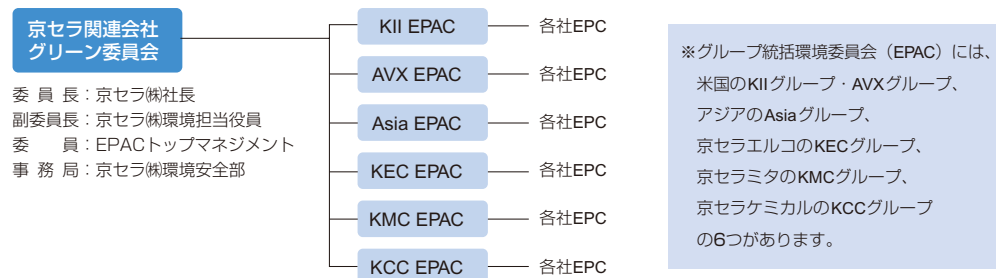 京セラ関連会社
グリーン委員会
委 員 長：京セラ㈱社長
副委員長：京セラ㈱環境担当役員
委　　員：EPACトップマネジメント
事 務 局：京セラ㈱環境安全部
KII EPAC 各社EPC
AVX EPAC 各社EPC
Asia EPAC 各社EPC
KEC EPAC 各社EPC
KMC EPAC 各社EPC
KCC EPAC 各社EPC
※グループ統括環境委員会（EPAC）には、
米国のKIIグループ・AVXグループ、
アジアのAsiaグループ、
京セラエルコのKECグループ、
京セラミタのKMCグループ、
京セラケミカルのKCCグループ
の6つがあります。